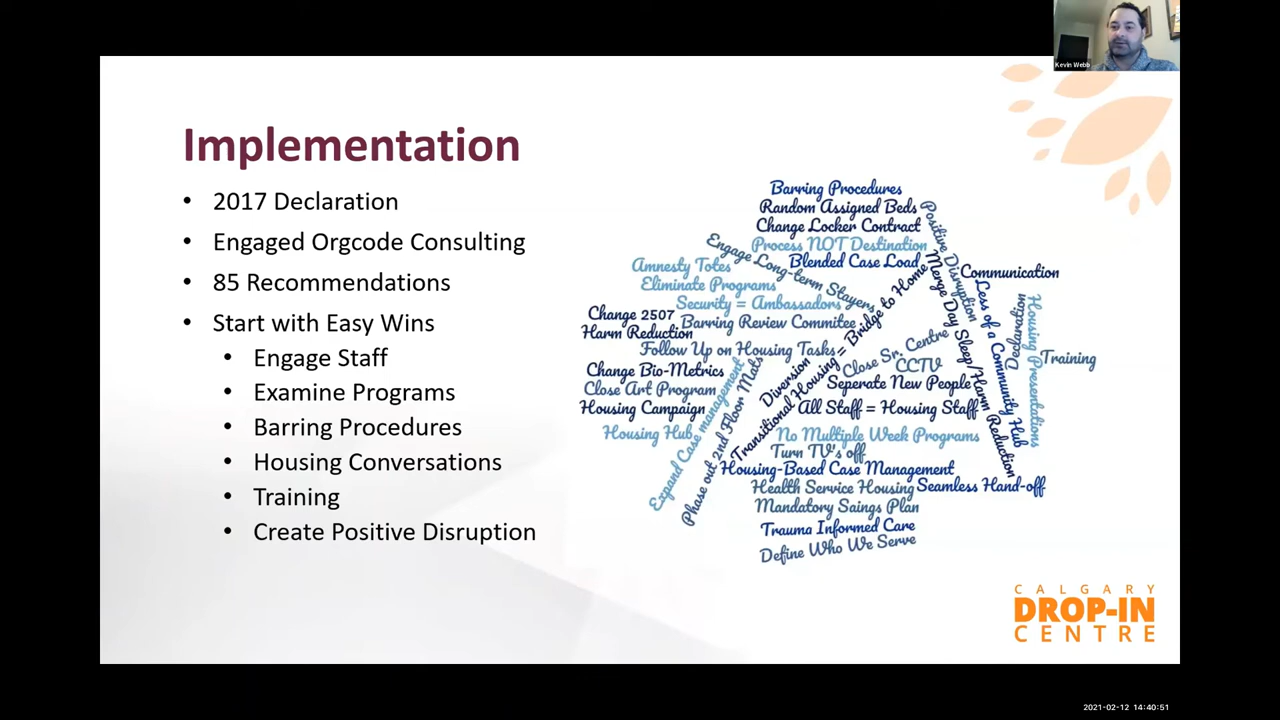 Kevin Webb
Implementation
• 2017 Declaration
• Engaged Orgcode Consulting
• 85 Recommendations
• Start with Easy Wins
• Engage Staff
• Examine Programs
• Barring Procedures
• Housing Conversations
• Training
• Create Positive Disruption
Barring Procedures
Random Assigned Beds
Change Locker Contract
Process NOT Destination
Blended Case Load
Engage Long-term Stayers
Positive Disruption
Amnesty Totes
Eliminate Programs
Security = Ambassadors
Change 2507
Barring Review Commitee
Harm Reduction
Follow Up on Housing Tasks
Change Bio-Metrics
Close Art Program
Housing Campaign
Housing Hub
Expand Case management
Phase out 2nd Floor Mats
Diversion
Transitional Housing = Bridge to Home
Merge Day Sleep/Harm Reduction
Communication
Less of a Community Hub
Declaration
Housing Presentations
Training
Close Sr. Centre
CCTV
Seperate New People
All Staff = Housing Staff
No Multiple Week Programs
Turn TV's off
Housing-Based Case Management
Health Service Housing
Seamless Hand-off
Mandatory Saings Plan
Trauma Informed Care
Define Who We Serve
CALGARY
DROP-IN
CENTRE
2021-02-12 14:40:51